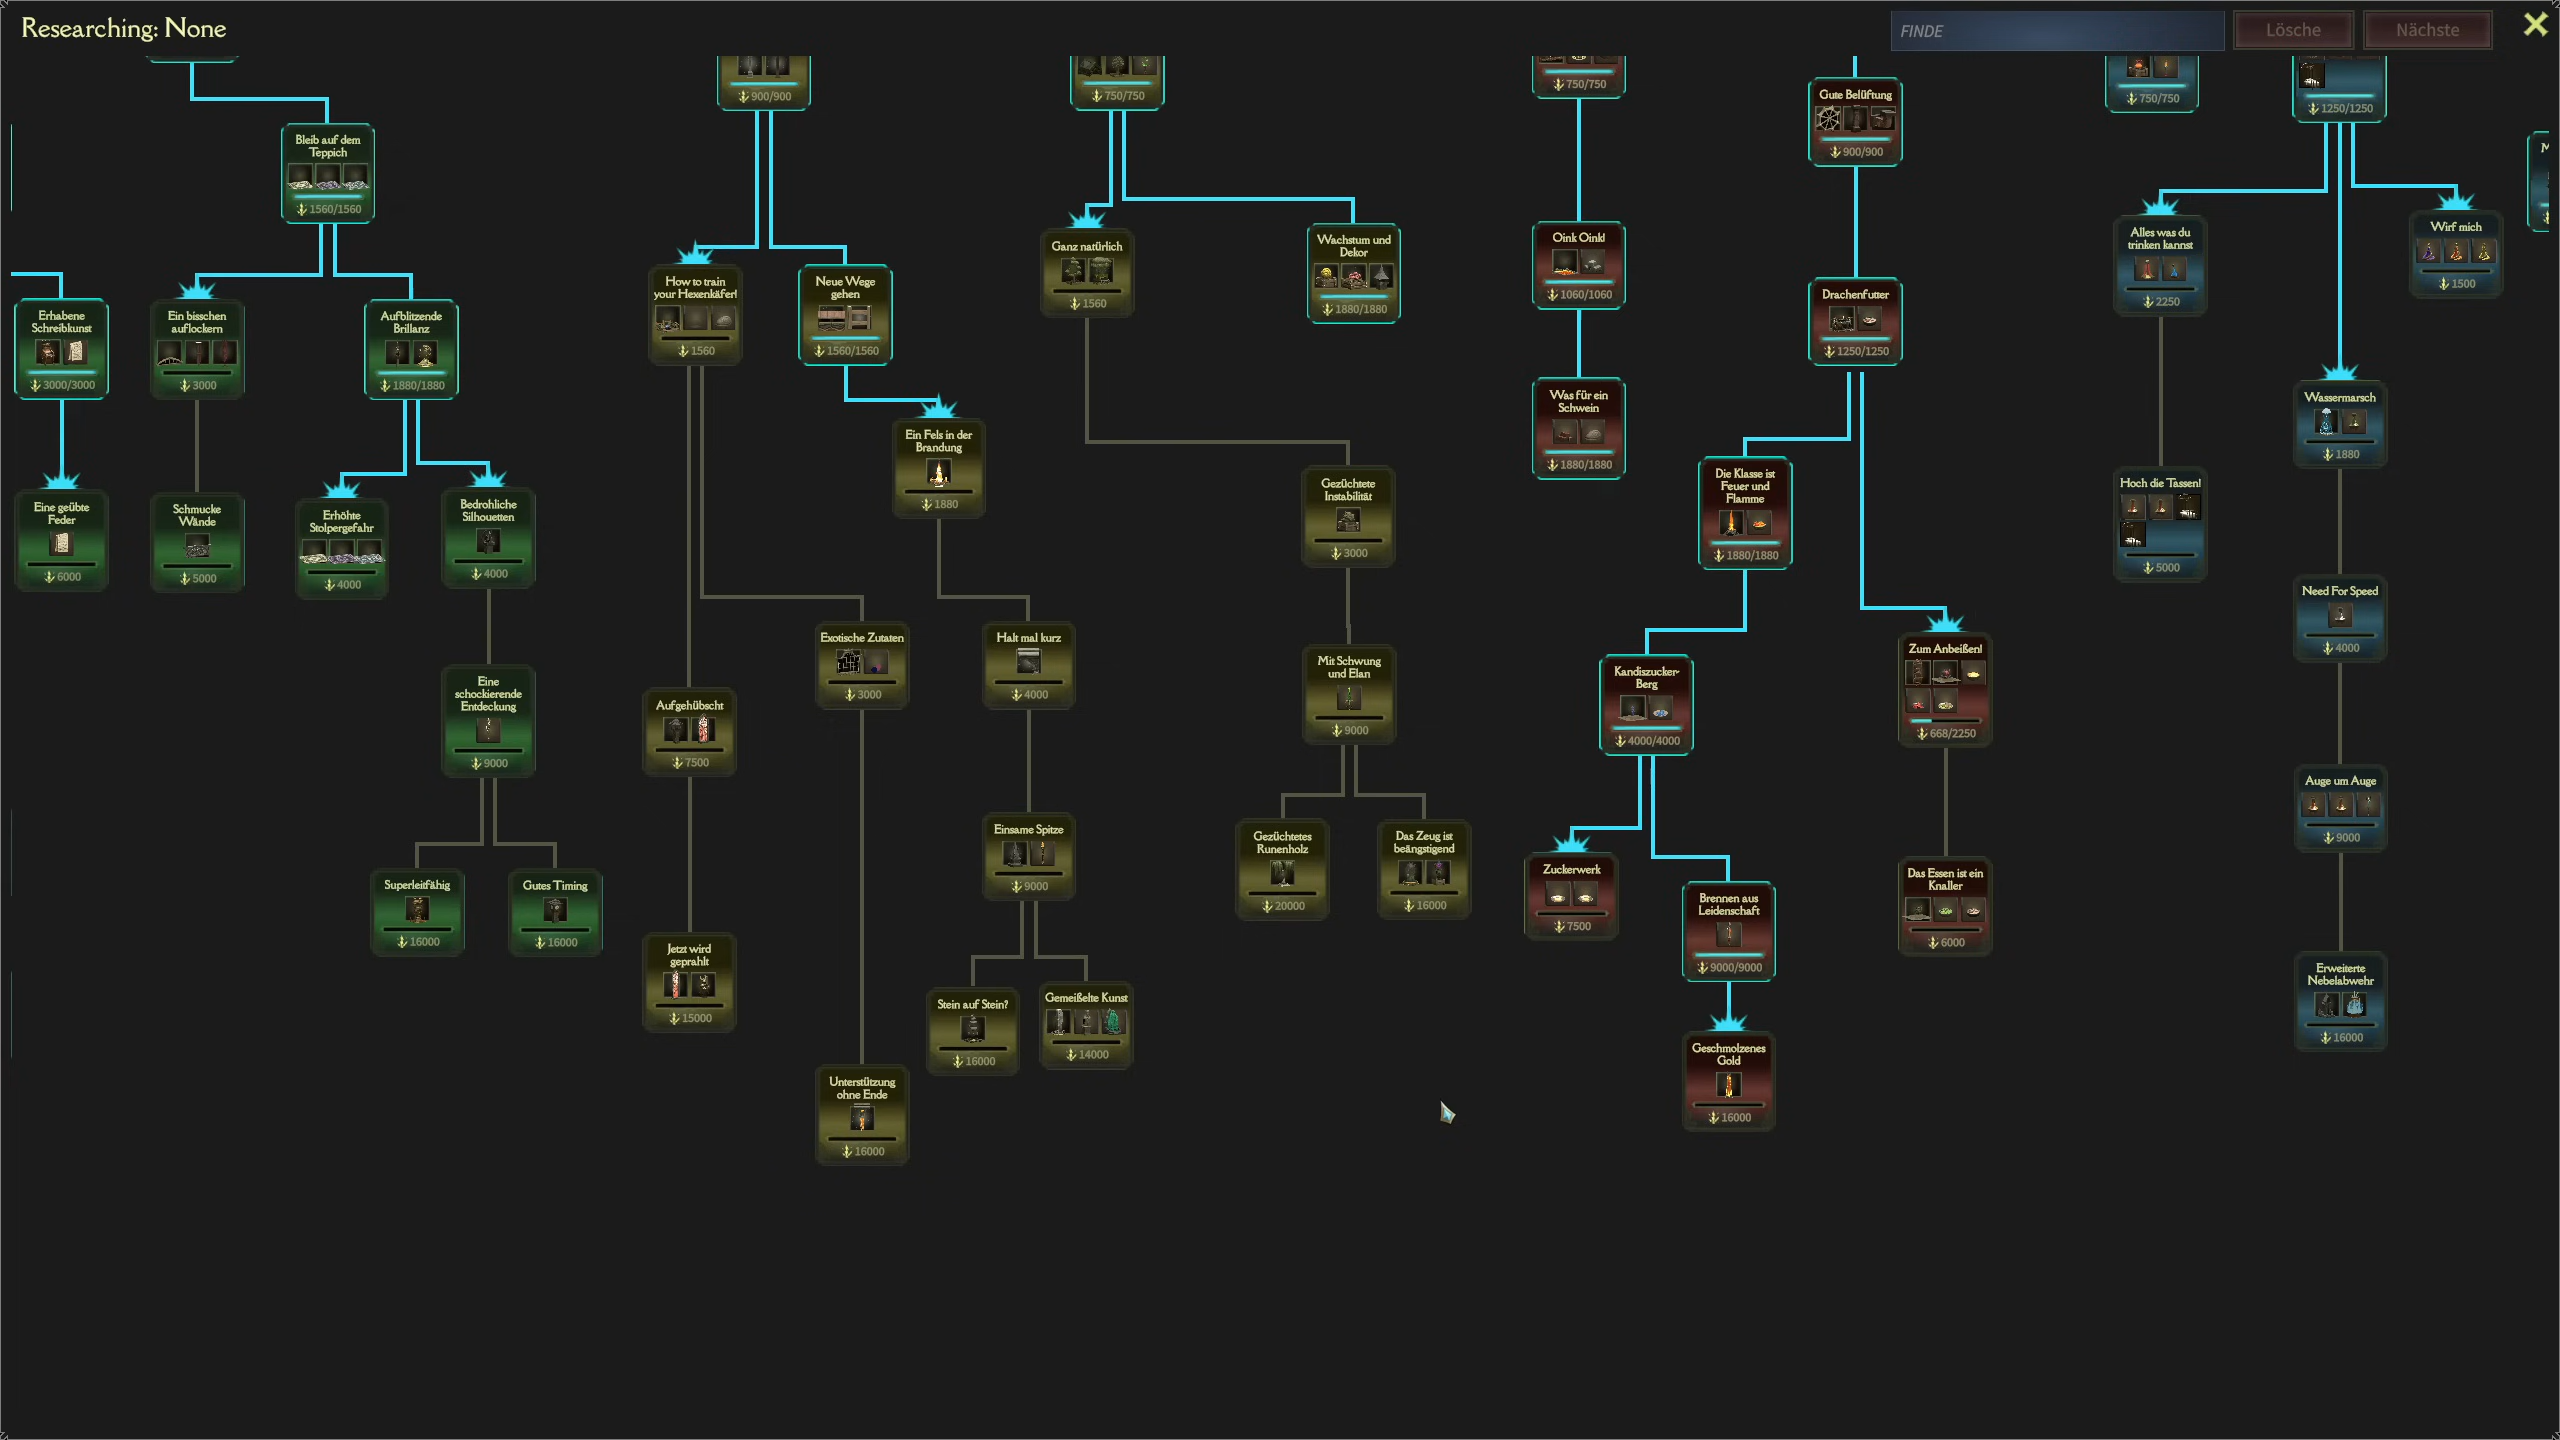 Researching: None
FINDE
Lösche
Nächste
900/900
750/750
750/750
Gute Belüftung
900/900
750/750
1250/1250
Bleib auf dem
Teppich
1560/1560
Ganz natürlich
1560
Wachstum und
Dekor
1880/1880
Oink Oink!
1060/1060
Alles was du
trinken kannst
2250
Wirf mich
1500
Erhabene
Schreibkunst
3000/3000
Ein bisschen
auflockern
3000
Aufblitzende
Brillanz
1880/1880
How to train
your Hexenkäfer!
1560
Neue Wege
gehen
1560/1560
Drachenfutter
1250/1250
Ein Fels in der
Brandung
1880
Was für ein
Schwein
1880/1880
Wassermarsch
1880
Eine geübte
Feder
6000
Schmucke
Wände
5000
Erhöhte
Stolpergefahr
4000
Bedrohliche
Silhouetten
4000
Gezüchtete
Instabilität
3000
Die Klasse ist
Feuer und
Flamme
1880/1880
Hoch die Tassen!
5000
Need For Speed
4000
Eine
schockierende
Entdeckung
9000
Aufgehübscht
7500
Exotische Zutaten
3000
Halt mal kurz
4000
Mit Schwung
und Elan
9000
Kandiszucker-
Berg
4000/4000
Zum Anbeißen!
668/2250
Auge um Auge
9000
Superleitfähig
16000
Gutes Timing
16000
Einsame Spitze
9000
Gezüchtetes
Runenholz
20000
Das Zeug ist
beängstigend
16000
Zuckerwerk
7500
Brennen aus
Leidenschaft
9000/9000
Das Essen ist ein
Knaller
6000
Jetzt wird
geprahlt
15000
Stein auf Stein?
16000
Gemeißelte Kunst
14000
Erweiterte
Nebelabwehr
16000
Unterstützung
ohne Ende
16000
Geschmolzenes
Gold
16000